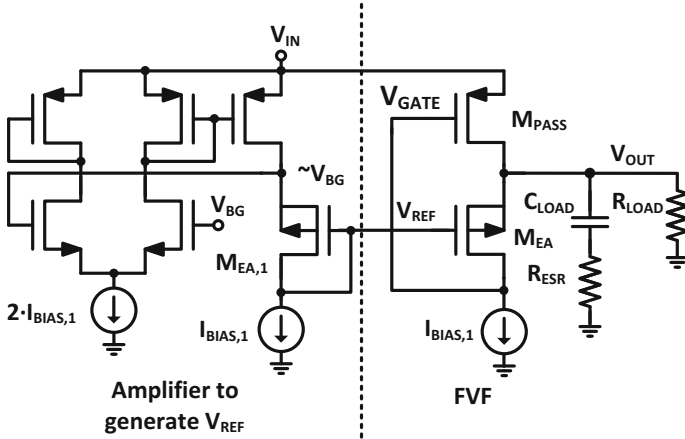 V_IN
V_GATE
M_PASS
V_OUT
~V_BG
V_BG
V_REF
C_LOAD
R_LOAD
M_EA,1
M_EA
R_ESR
2·I_BIAS,1
I_BIAS,1
I_BIAS,1
Amplifier to
generate V_REF
FVF